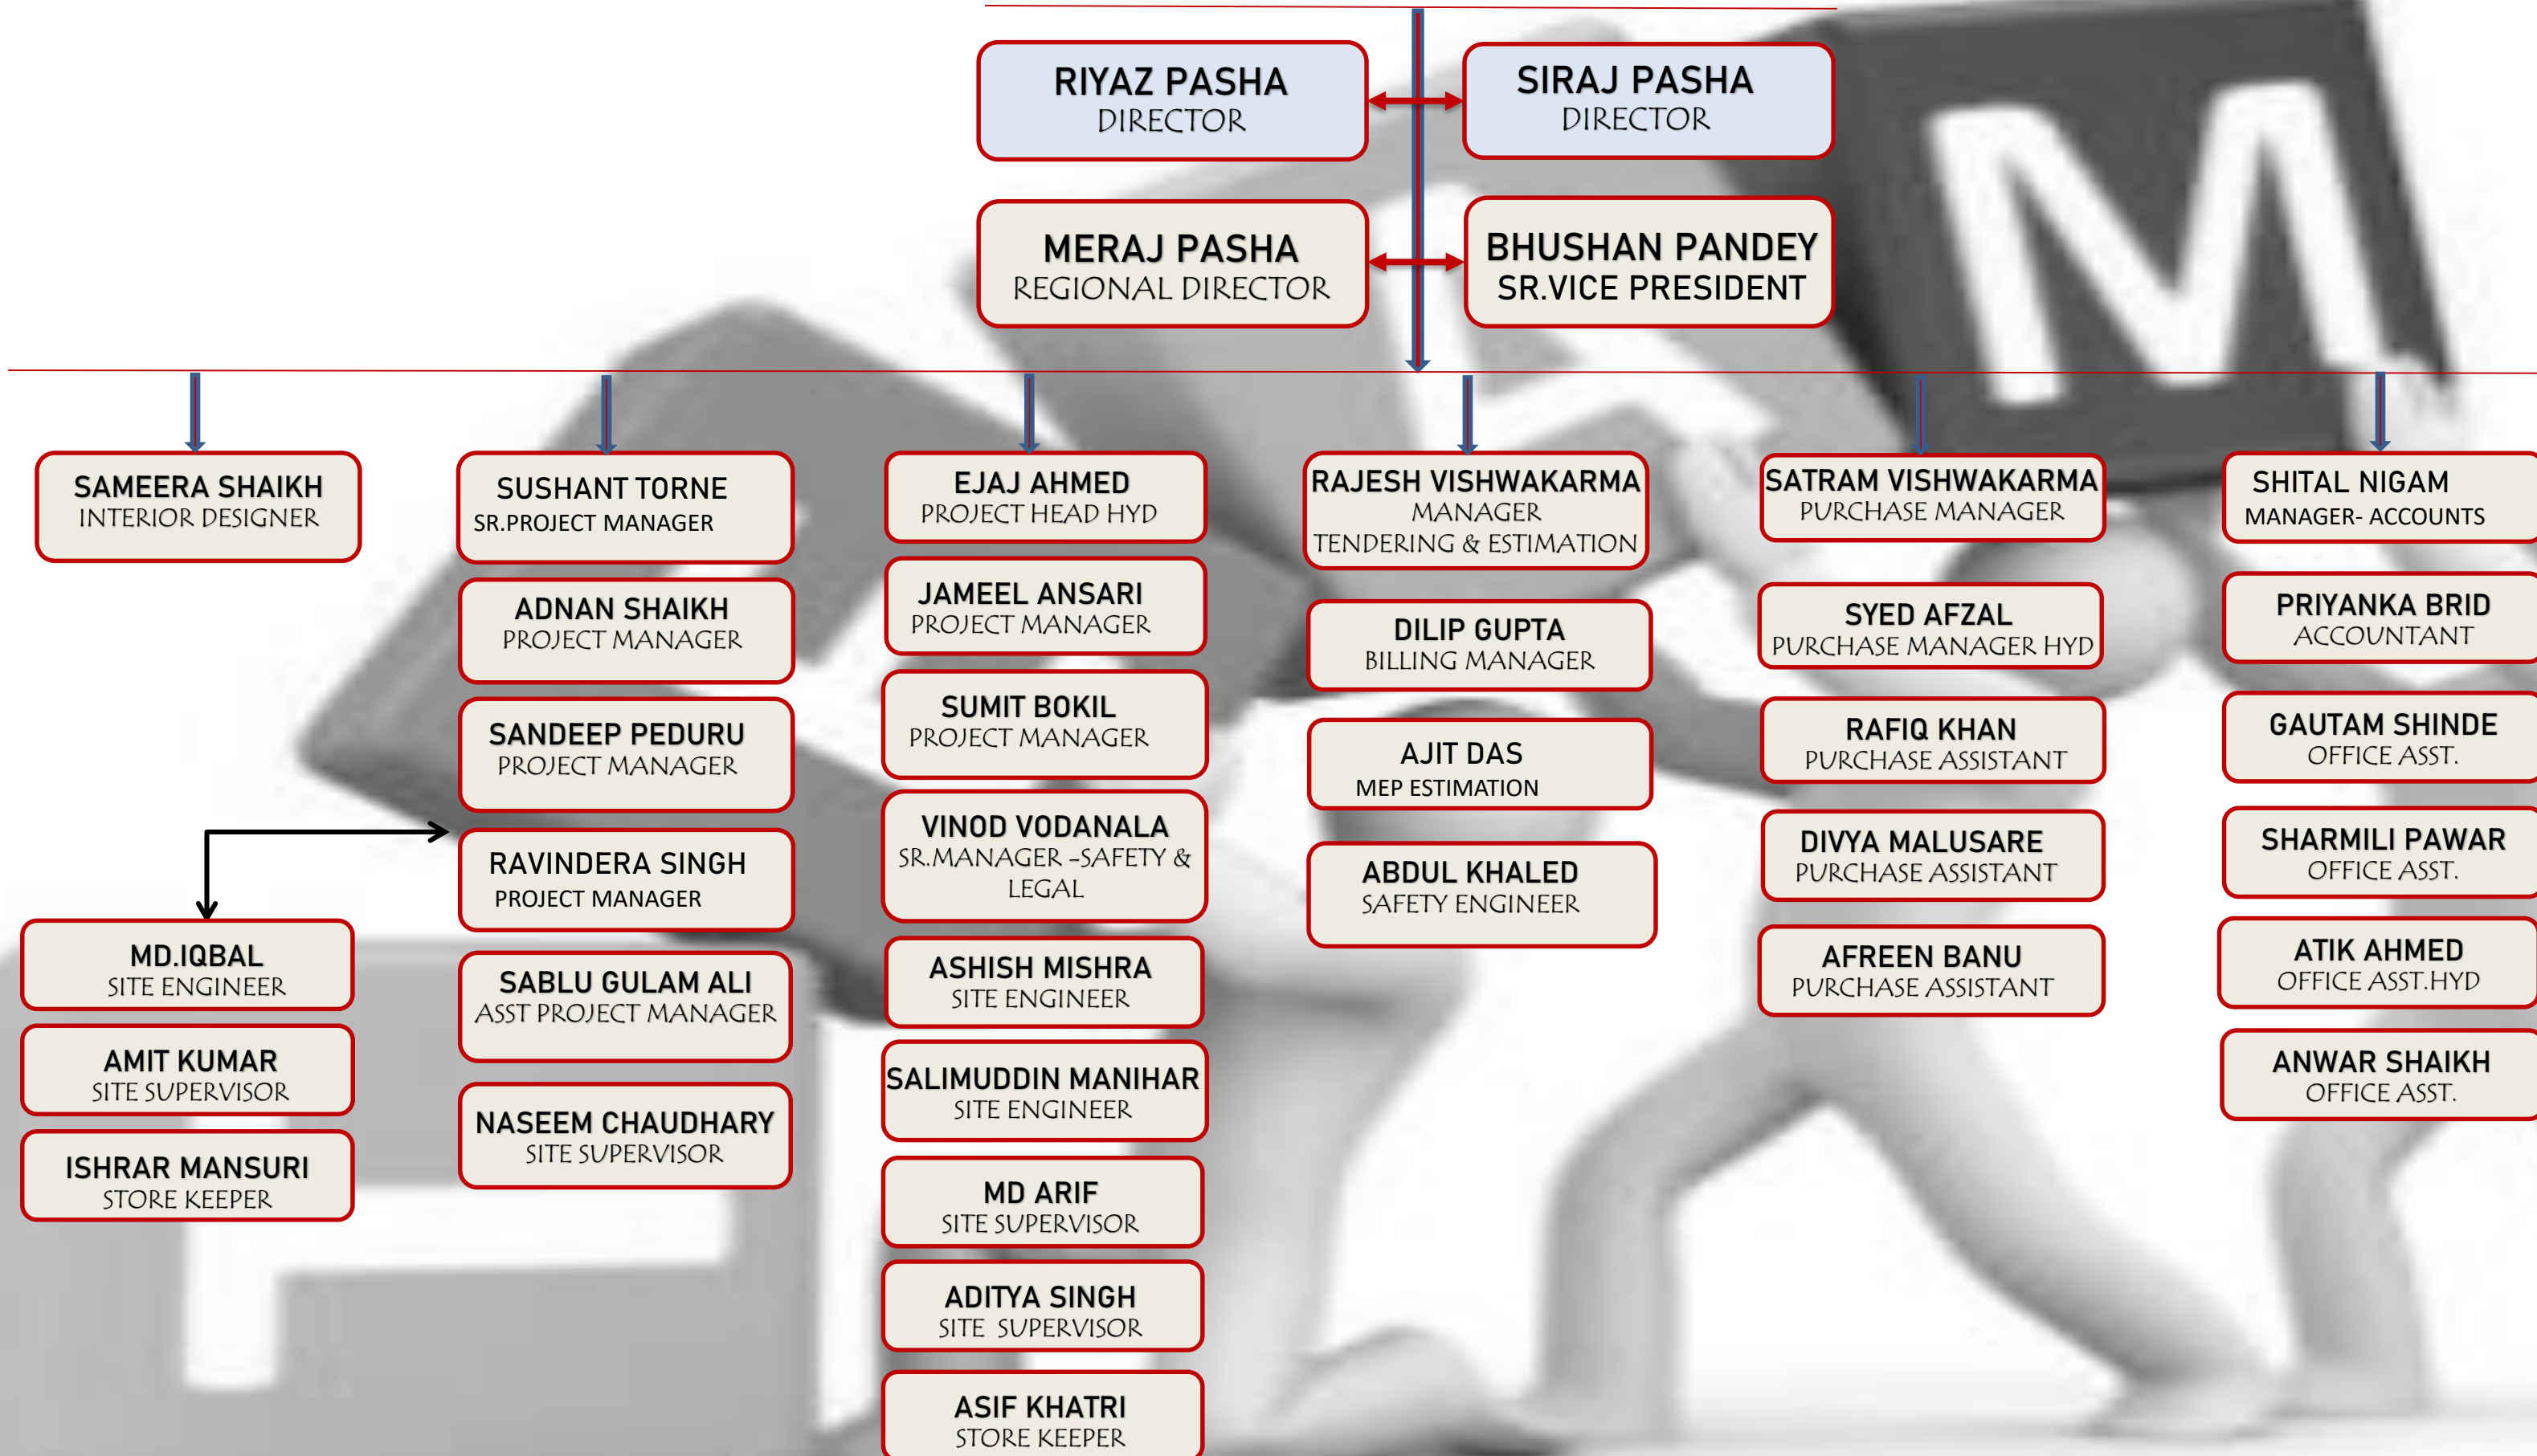 RIYAZ PASHA
DIRECTOR
SIRAJ PASHA
DIRECTOR
MERAJ PASHA
REGIONAL DIRECTOR
BHUSHAN PANDEY
SR.VICE PRESIDENT
SAMEERA SHAIKH
INTERIOR DESIGNER
MD.IQBAL
SITE ENGINEER
AMIT KUMAR
SITE SUPERVISOR
ISHRAR MANSURI
STORE KEEPER
SUSHANT TORNE
SR.PROJECT MANAGER
ADNAN SHAIKH
PROJECT MANAGER
SANDEEP PEDURU
PROJECT MANAGER
RAVINDERA SINGH
PROJECT MANAGER
SABLU GULAM ALI
ASST PROJECT MANAGER
NASEEM CHAUDHARY
SITE SUPERVISOR
EJAJ AHMED
PROJECT HEAD HYD
JAMEEL ANSARI
PROJECT MANAGER
SUMIT BOKIL
PROJECT MANAGER
VINOD VODANALA
SR.MANAGER -SAFETY &
LEGAL
ASHISH MISHRA
SITE ENGINEER
SALIMUDDIN MANIHAR
SITE ENGINEER
MD ARIF
SITE SUPERVISOR
ADITYA SINGH
SITE SUPERVISOR
ASIF KHATRI
STORE KEEPER
RAJESH VISHWAKARMA
MANAGER
TENDERING & ESTIMATION
DILIP GUPTA
BILLING MANAGER
AJIT DAS
MEP ESTIMATION
ABDUL KHALED
SAFETY ENGINEER
SATRAM VISHWAKARMA
PURCHASE MANAGER
SYED AFZAL
PURCHASE MANAGER HYD
RAFIQ KHAN
PURCHASE ASSISTANT
DIVYA MALUSARE
PURCHASE ASSISTANT
AFREEN BANU
PURCHASE ASSISTANT
SHITAL NIGAM
MANAGER- ACCOUNTS
PRIYANKA BRID
ACCOUNTANT
GAUTAM SHINDE
OFFICE ASST.
SHARMILI PAWAR
OFFICE ASST.
ATIK AHMED
OFFICE ASST.HYD
ANWAR SHAIKH
OFFICE ASST.
T
E
A
M